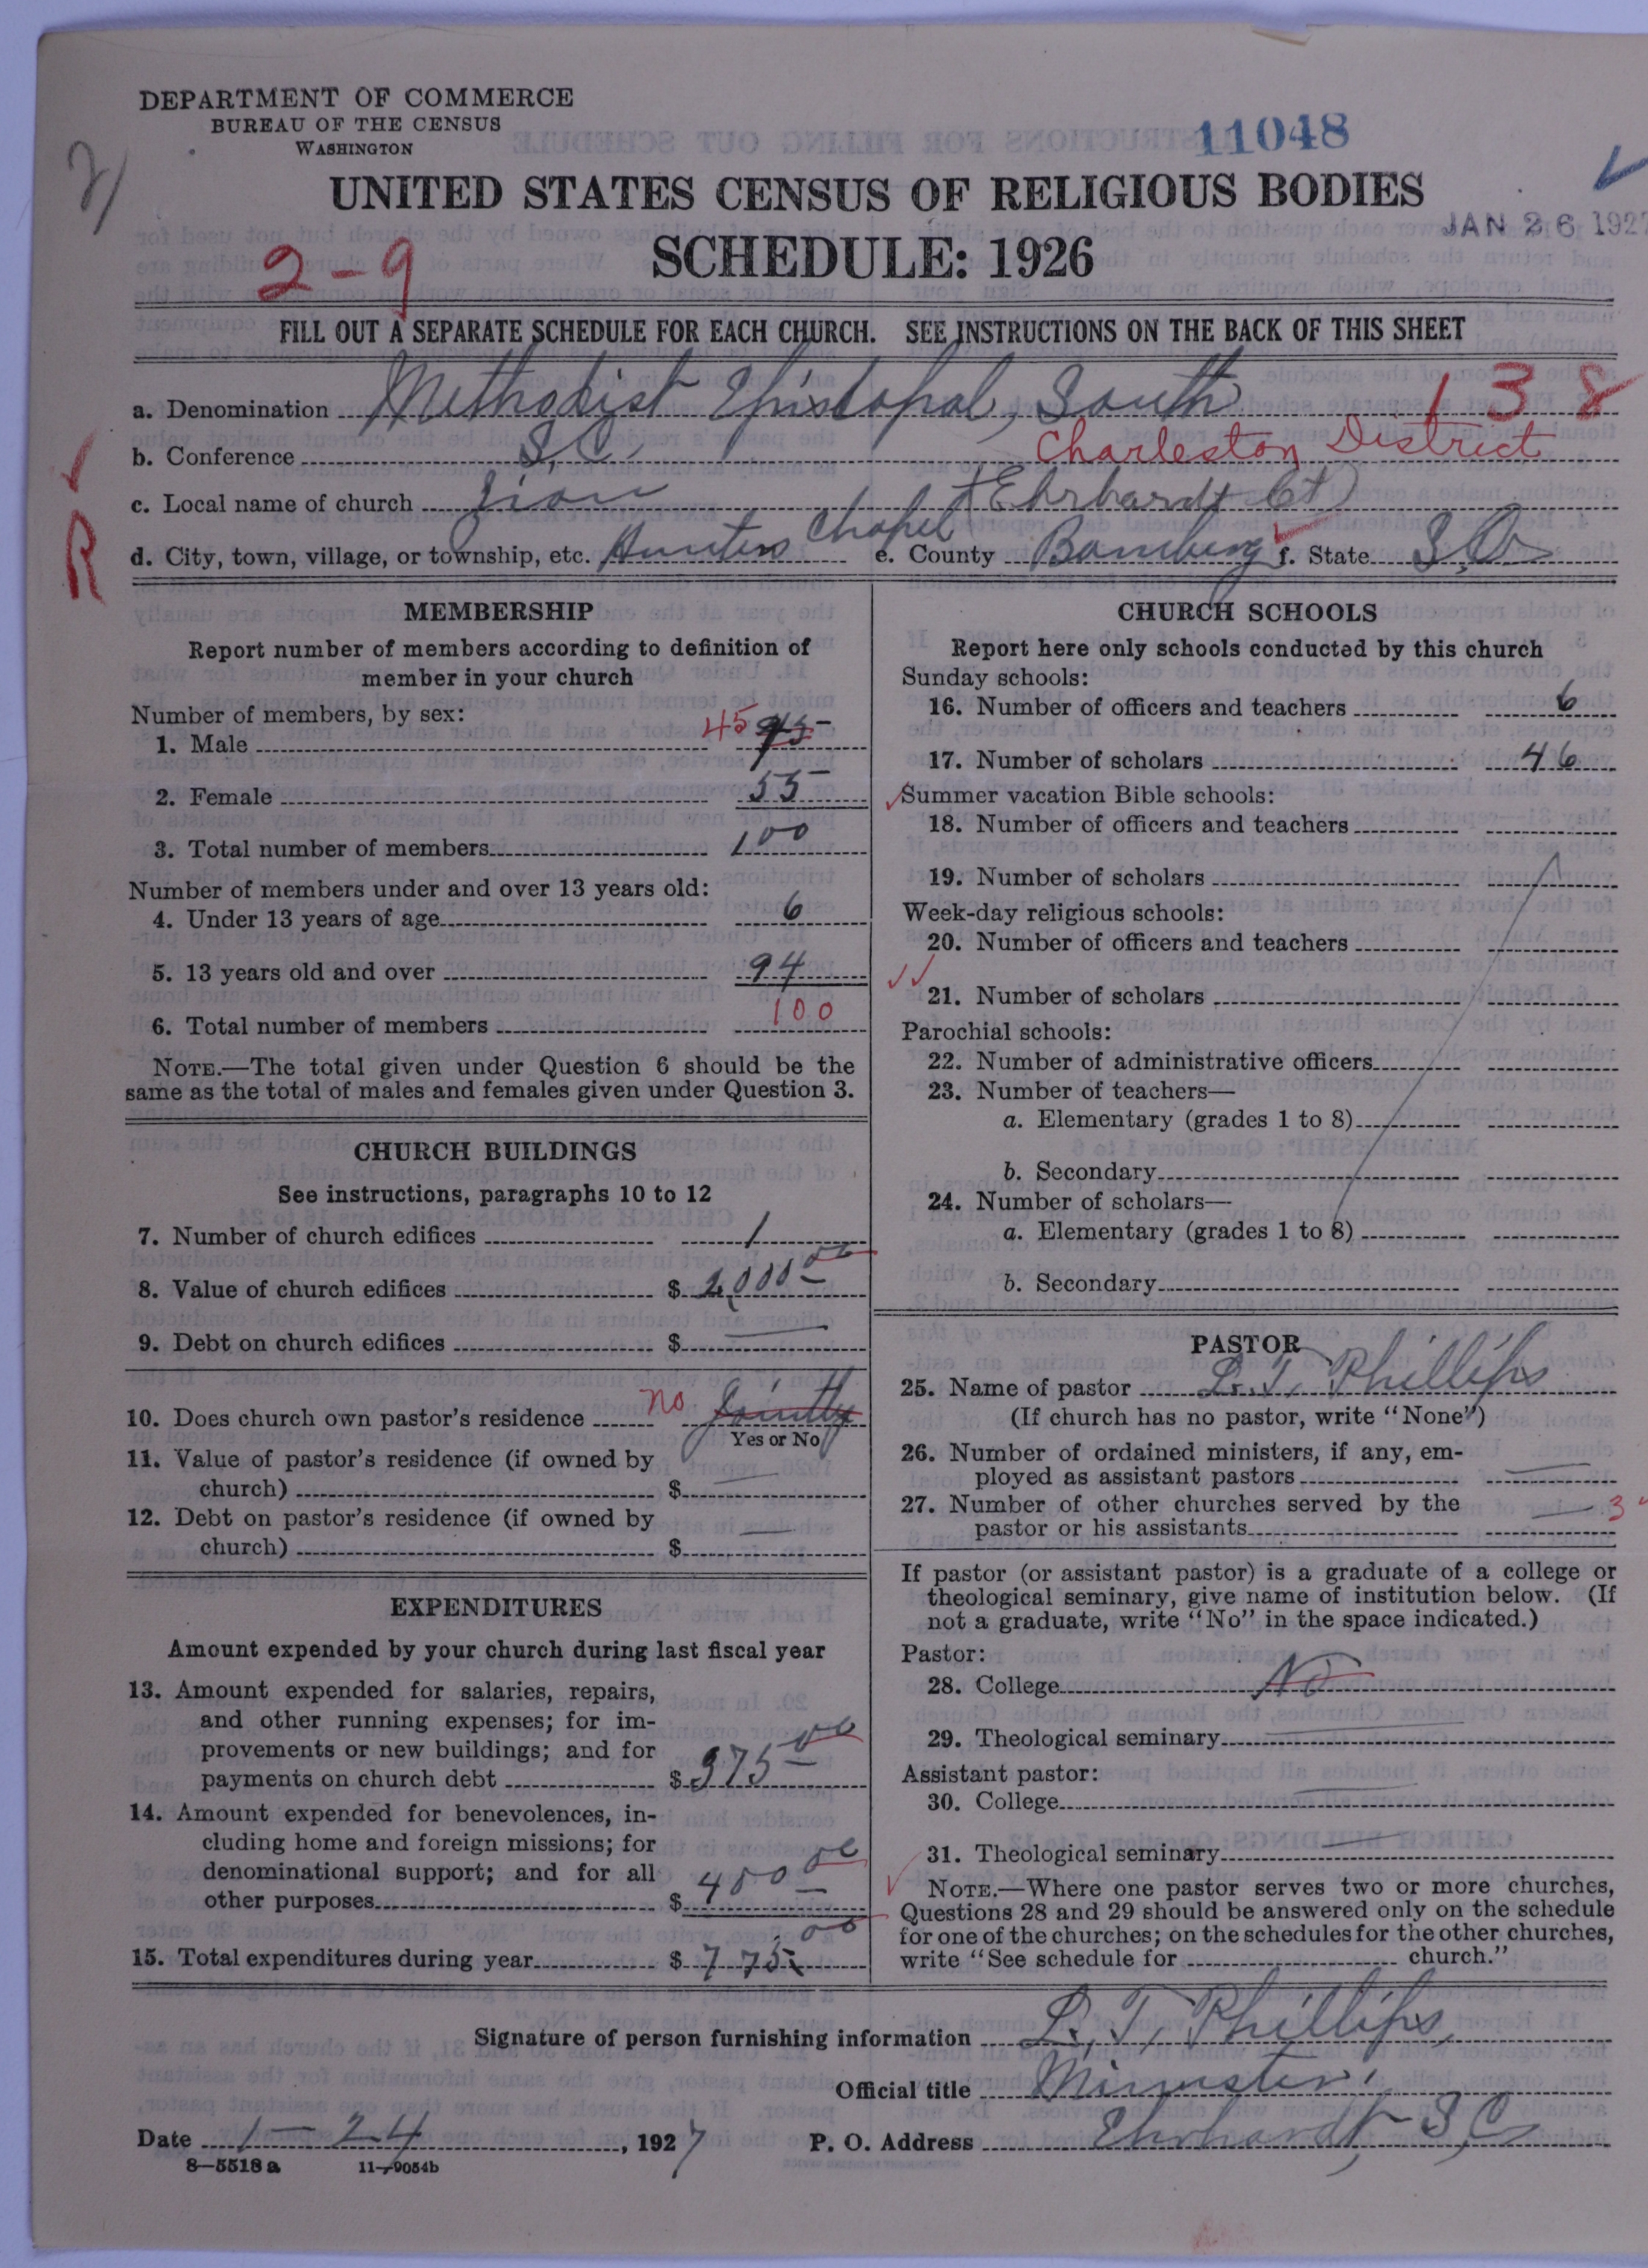 DEPARTMENT OF COMMERCE
BUREAU OF THE CENSUS
WASHINGTON
11048
UNITED STATES CENSUS OF RELIGIOUS BODIES
JAN 26 1927
2-9
SCHEDULE: 1926
FILL OUT A SEPARATE SCHEDULE FOR EACH CHURCH. SEE INSTRUCTIONS ON THE BACK OF THIS SHEET
a. Denomination Methodist Episcopal, South 138
b. Conference S.C. Charleston District
c. Local name of church Zion (Ehrhardt Ct)
d. City, town, village, or township, etc. Hunters Chapel e. County Bamberg f. State S.C.
R
MEMBERSHIP
Report number of members according to definition of
member in your church
Number of members, by sex:
1. Male 45
2. Female 55
3. Total number of members 100
Number of members under and over 13 years old:
4. Under 13 years of age 6
5. 13 years old and over 94
6. Total number of members 100
NOTE.—The total given under Question 6 should be the
same as the total of males and females given under Question 3.
CHURCH BUILDINGS
See instructions, paragraphs 10 to 12
7. Number of church edifices 1
8. Value of church edifices $ 2,000 00
9. Debt on church edifices $
10. Does church own pastor's residence no Jointly
Yes or No
11. Value of pastor's residence (if owned by
church) $
12. Debt on pastor's residence (if owned by
church) $
EXPENDITURES
Amount expended by your church during last fiscal year
13. Amount expended for salaries, repairs,
and other running expenses; for im-
provements or new buildings; and for
payments on church debt $ 375 00
14. Amount expended for benevolences, in-
cluding home and foreign missions; for
denominational support; and for all
other purposes $ 400 00
15. Total expenditures during year $ 775 00
CHURCH SCHOOLS
Report here only schools conducted by this church
Sunday schools:
16. Number of officers and teachers 6
17. Number of scholars 46
Summer vacation Bible schools:
18. Number of officers and teachers
19. Number of scholars
Week-day religious schools:
20. Number of officers and teachers
21. Number of scholars
Parochial schools:
22. Number of administrative officers
23. Number of teachers—
a. Elementary (grades 1 to 8)
b. Secondary
24. Number of scholars—
a. Elementary (grades 1 to 8)
b. Secondary
PASTOR
25. Name of pastor L. T. Phillips
(If church has no pastor, write "None")
26. Number of ordained ministers, if any, em-
ployed as assistant pastors —
27. Number of other churches served by the
pastor or his assistants — 3
If pastor (or assistant pastor) is a graduate of a college or
theological seminary, give name of institution below. (If
not a graduate, write "No" in the space indicated.)
Pastor:
28. College No
29. Theological seminary
Assistant pastor:
30. College
31. Theological seminary
NOTE.—Where one pastor serves two or more churches,
Questions 28 and 29 should be answered only on the schedule
for one of the churches; on the schedules for the other churches,
write "See schedule for church."
Signature of person furnishing information L. T. Phillips
Official title Minister
Date 1-24, 1927 P. O. Address Ehrhardt, S.C.
8—5518 a 11—9054b